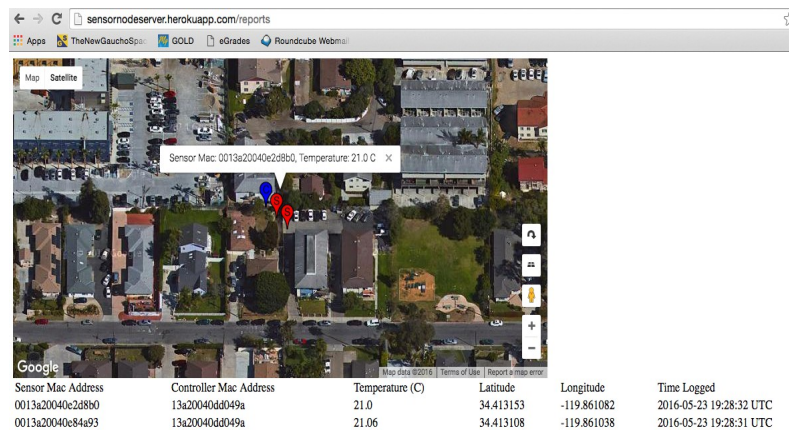 sensornodeserver.herokuapp.com/reports
Apps TheNewGauchoSpac GOLD eGrades Roundcube Webmail
Map Satellite
Sensor Mac: 0013a20040e2d8b0, Temperature: 21.0 C ×
S
S
Google
Map data ©2016 Terms of Use Report a map error
Sensor Mac Address Controller Mac Address Temperature (C) Latitude Longitude Time Logged
0013a20040e2d8b0 13a20040dd049a 21.0 34.413153 -119.861082 2016-05-23 19:28:32 UTC
0013a20040e84a93 13a20040dd049a 21.06 34.413108 -119.861038 2016-05-23 19:28:31 UTC